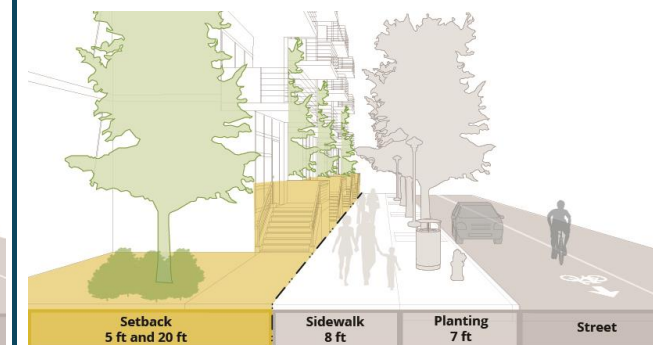 Setback
5 ft and 20 ft
Sidewalk
8 ft
Planting
7 ft
Street